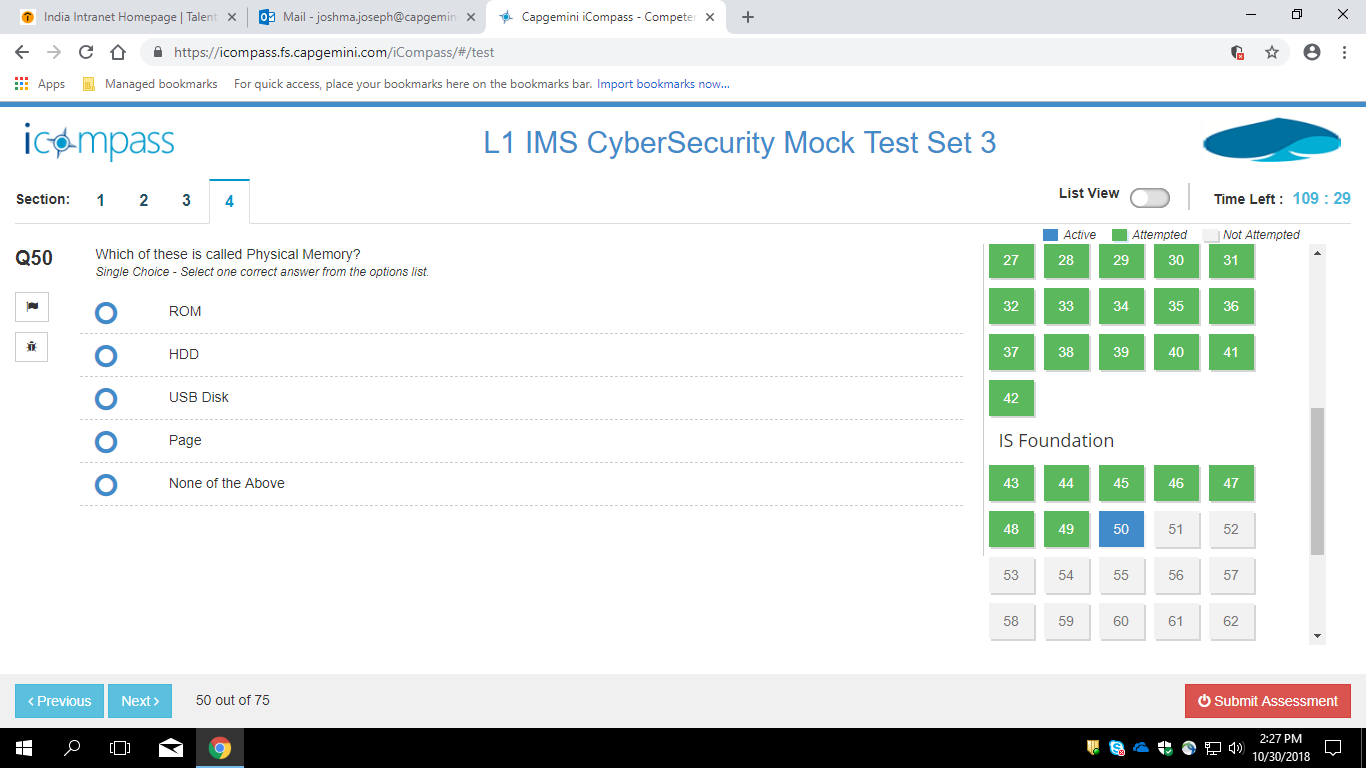 India Intranet Homepage | Talent
Mail - joshma.joseph@capgemin
Capgemini iCompass - Competen
https://icompass.fs.capgemini.com/iCompass/#/test
Apps
Managed bookmarks
For quick access, place your bookmarks here on the bookmarks bar. Import bookmarks now...
icompass
L1 IMS CyberSecurity Mock Test Set 3
Section: 1 2 3 4
List View
Time Left : 109 : 29
Active Attempted Not Attempted
Q50
Which of these is called Physical Memory?
Single Choice - Select one correct answer from the options list.
ROM
HDD
USB Disk
Page
None of the Above
27 28 29 30 31
32 33 34 35 36
37 38 39 40 41
42
IS Foundation
43 44 45 46 47
48 49 50 51 52
53 54 55 56 57
58 59 60 61 62
‹ Previous
Next ›
50 out of 75
Submit Assessment
2:27 PM
10/30/2018